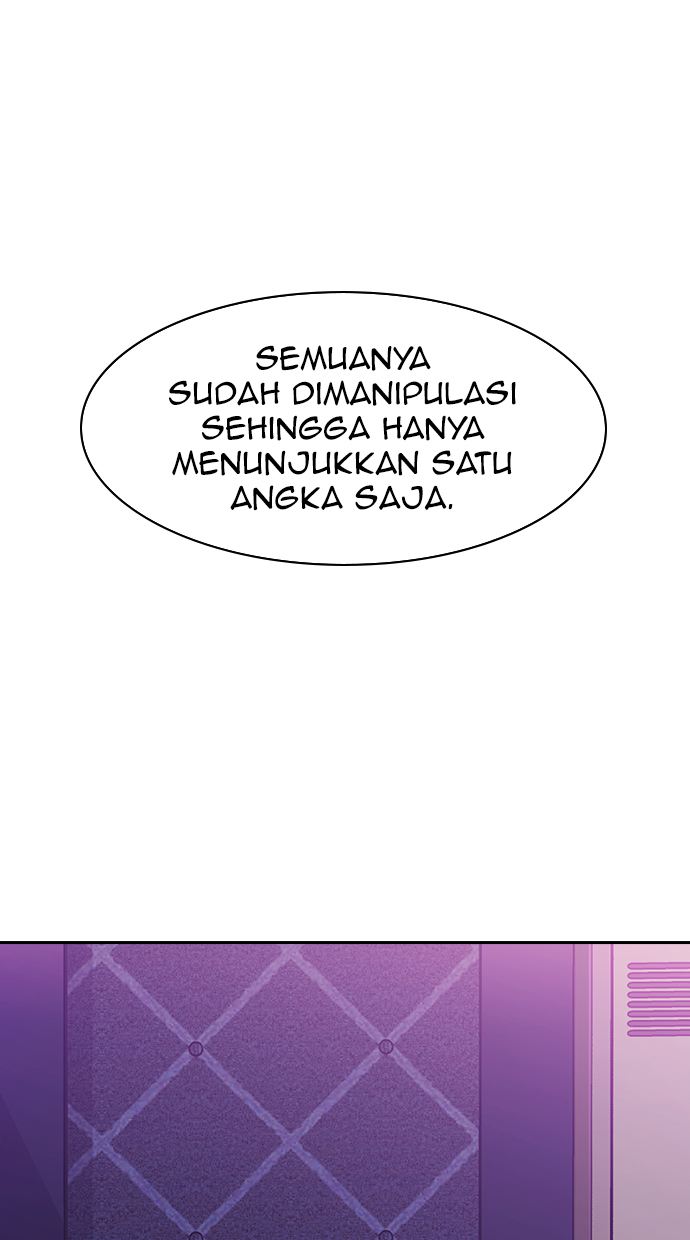 SEMUANYA
SUDAH DIMANIPULASI
SEHINGGA HANYA
MENUNJUKKAN SATU
ANGKA SAJA.